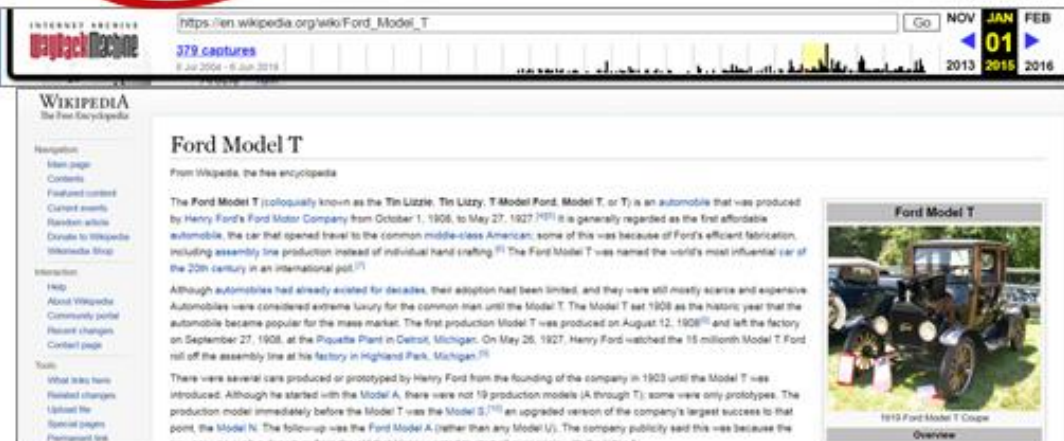 INTERNET ARCHIVE
WayBack Machine
https://en.wikipedia.org/wiki/Ford_Model_T
Go
379 captures
6 Jul 2004 - 6 Jun 2016
NOV JAN FEB
01
2013 2015 2016
WIKIPEDIA
The Free Encyclopedia
Navigation
Main page
Contents
Featured content
Current events
Random article
Donate to Wikipedia
Wikimedia Shop
Interaction
Help
About Wikipedia
Community portal
Recent changes
Contact page
Tools
What links here
Related changes
Upload file
Special pages
Permanent link
Ford Model T
From Wikipedia, the free encyclopedia
The Ford Model T (colloquially known as the Tin Lizzie, Tin Lizzy, T-Model Ford, Model T, or T) is an automobile that was produced
by Henry Ford's Ford Motor Company from October 1, 1908, to May 27, 1927. It is generally regarded as the first affordable
automobile, the car that opened travel to the common middle-class American; some of this was because of Ford's efficient fabrication,
including assembly line production instead of individual hand crafting. The Ford Model T was named the world's most influential car of
the 20th century in an international poll.
Although automobiles had already existed for decades, their adoption had been limited, and they were still mostly scarce and expensive.
Automobiles were considered extreme luxury for the common man until the Model T. The Model T set 1908 as the historic year that the
automobile became popular for the mass market. The first production Model T was produced on August 12, 1908 and left the factory
on September 27, 1908, at the Piquette Plant in Detroit, Michigan. On May 26, 1927, Henry Ford watched the 15 millionth Model T Ford
roll off the assembly line at his factory in Highland Park, Michigan.
There were several cars produced or prototyped by Henry Ford from the founding of the company in 1903 until the Model T was
introduced. Although he started with the Model A, there were not 19 production models (A through T); some were only prototypes. The
production model immediately before the Model T was the Model S, an upgraded version of the company's largest success to that
point, the Model N. The follow-up was the Ford Model A (rather than any Model U). The company publicity said this was because the
Ford Model T
1919 Ford Model T Coupe
Overview